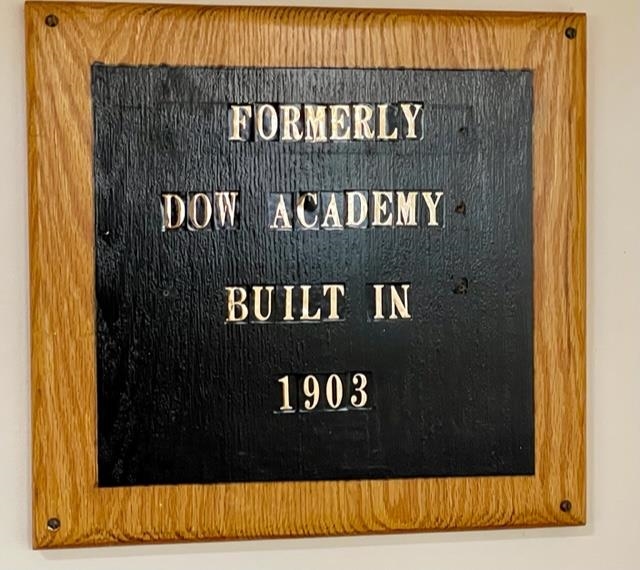 FORMERLY
DOW ACADEMY
BUILT IN
1903